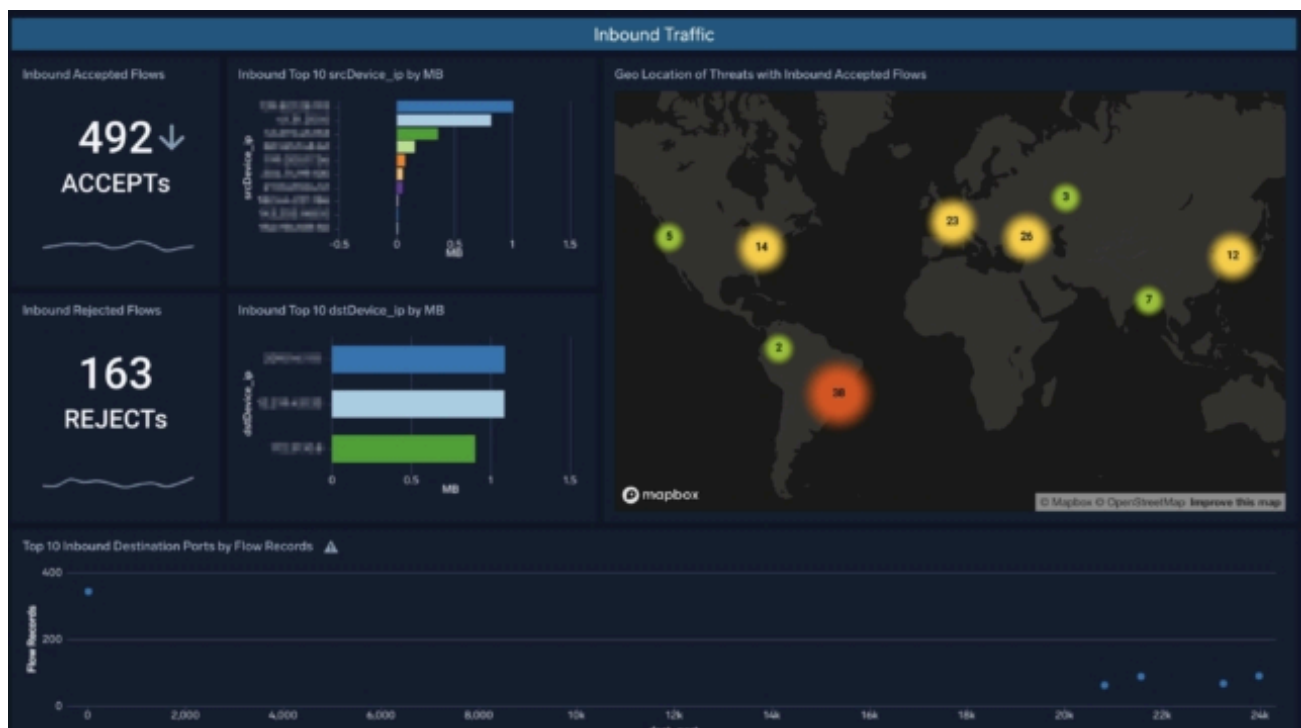 Inbound Traffic
Inbound Accepted Flows
492
ACCEPTs
Inbound Top 10 srcDevice_ip by MB
srcDevice_ip
-0.5 0 0.5 1 1.5
MB
Geo Location of Threats with Inbound Accepted Flows
5
14
23
26
3
12
7
2
38
mapbox
© Mapbox © OpenStreetMap Improve this map
Inbound Rejected Flows
163
REJECTs
Inbound Top 10 dstDevice_ip by MB
dstDevice_ip
0 0.5 1 1.5
MB
Top 10 Inbound Destination Ports by Flow Records
Flow Records
400
200
0
0 2,000 4,000 6,000 8,000 10k 12k 14k 16k 18k 20k 22k 24k